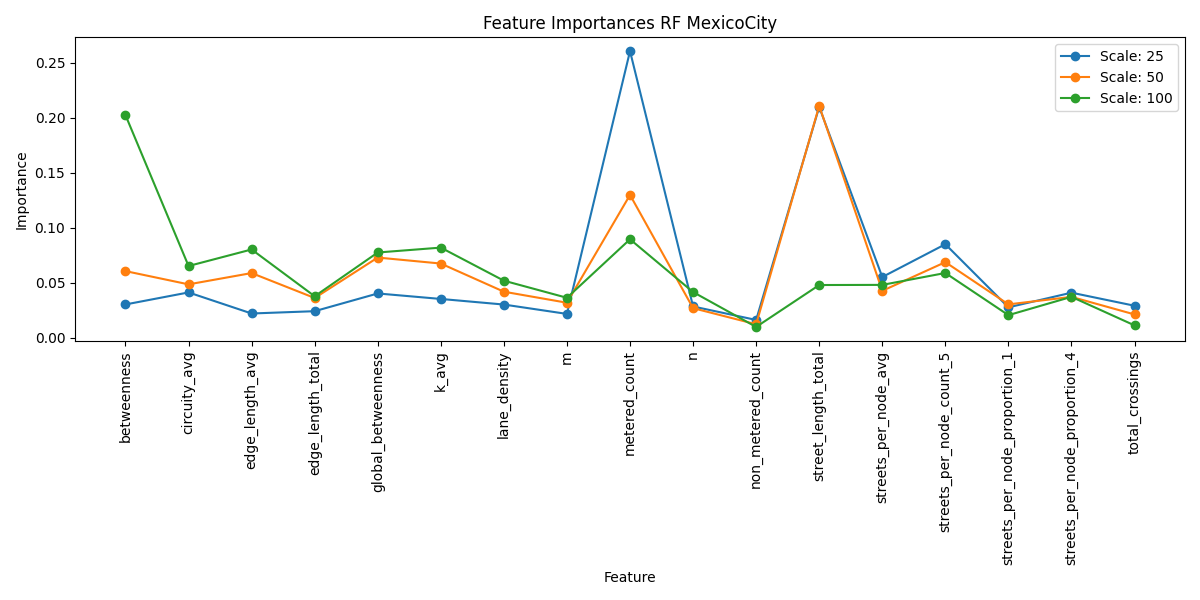 Feature Importances RF MexicoCity
Scale: 25
Scale: 50
Scale: 100
Importance
0.25
0.20
0.15
0.10
0.05
0.00
betweenness
circuity_avg
edge_length_avg
edge_length_total
global_betweenness
k_avg
lane_density
m
metered_count
n
non_metered_count
street_length_total
streets_per_node_avg
streets_per_node_count_5
streets_per_node_proportion_1
streets_per_node_proportion_4
total_crossings
Feature